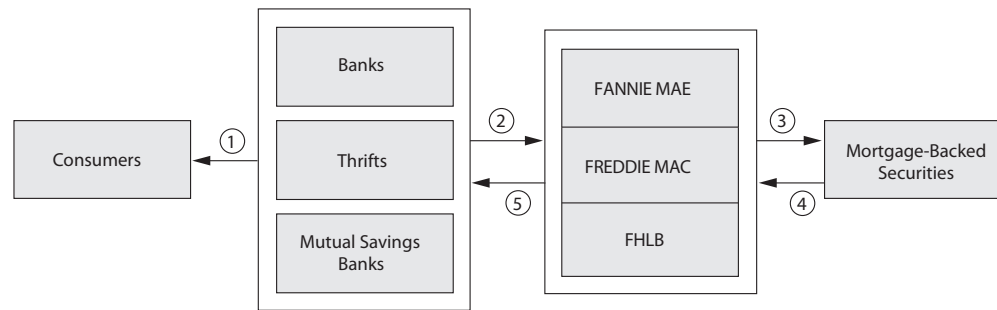 Consumers
1
Banks
Thrifts
Mutual Savings
Banks
2
5
FANNIE MAE
FREDDIE MAC
FHLB
3
4
Mortgage-Backed
Securities